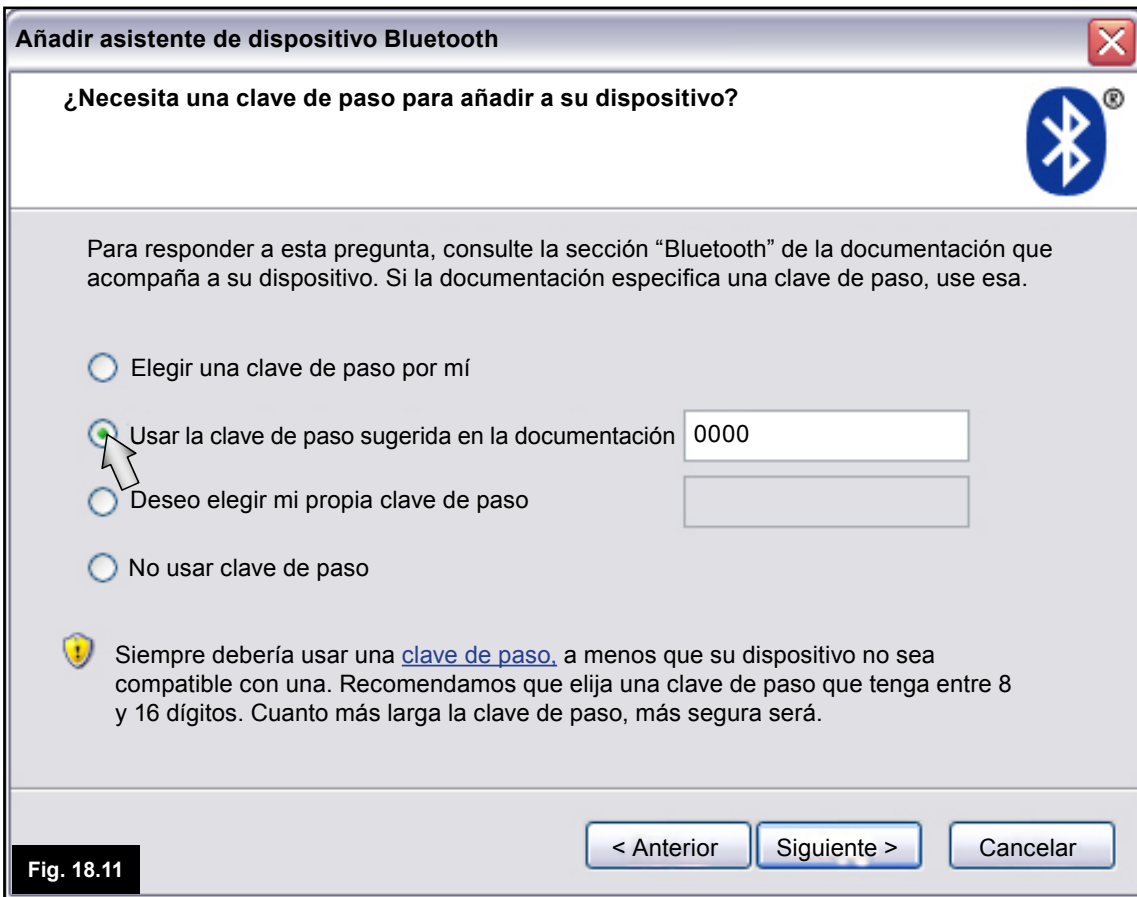 Añadir asistente de dispositivo Bluetooth
¿Necesita una clave de paso para añadir a su dispositivo?
®
Para responder a esta pregunta, consulte la sección “Bluetooth” de la documentación que
acompaña a su dispositivo. Si la documentación especifica una clave de paso, use esa.
Elegir una clave de paso por mí
Usar la clave de paso sugerida en la documentación 0000
Deseo elegir mi propia clave de paso
No usar clave de paso
Siempre debería usar una clave de paso, a menos que su dispositivo no sea
compatible con una. Recomendamos que elija una clave de paso que tenga entre 8
y 16 dígitos. Cuanto más larga la clave de paso, más segura será.
< Anterior Siguiente > Cancelar
Fig. 18.11